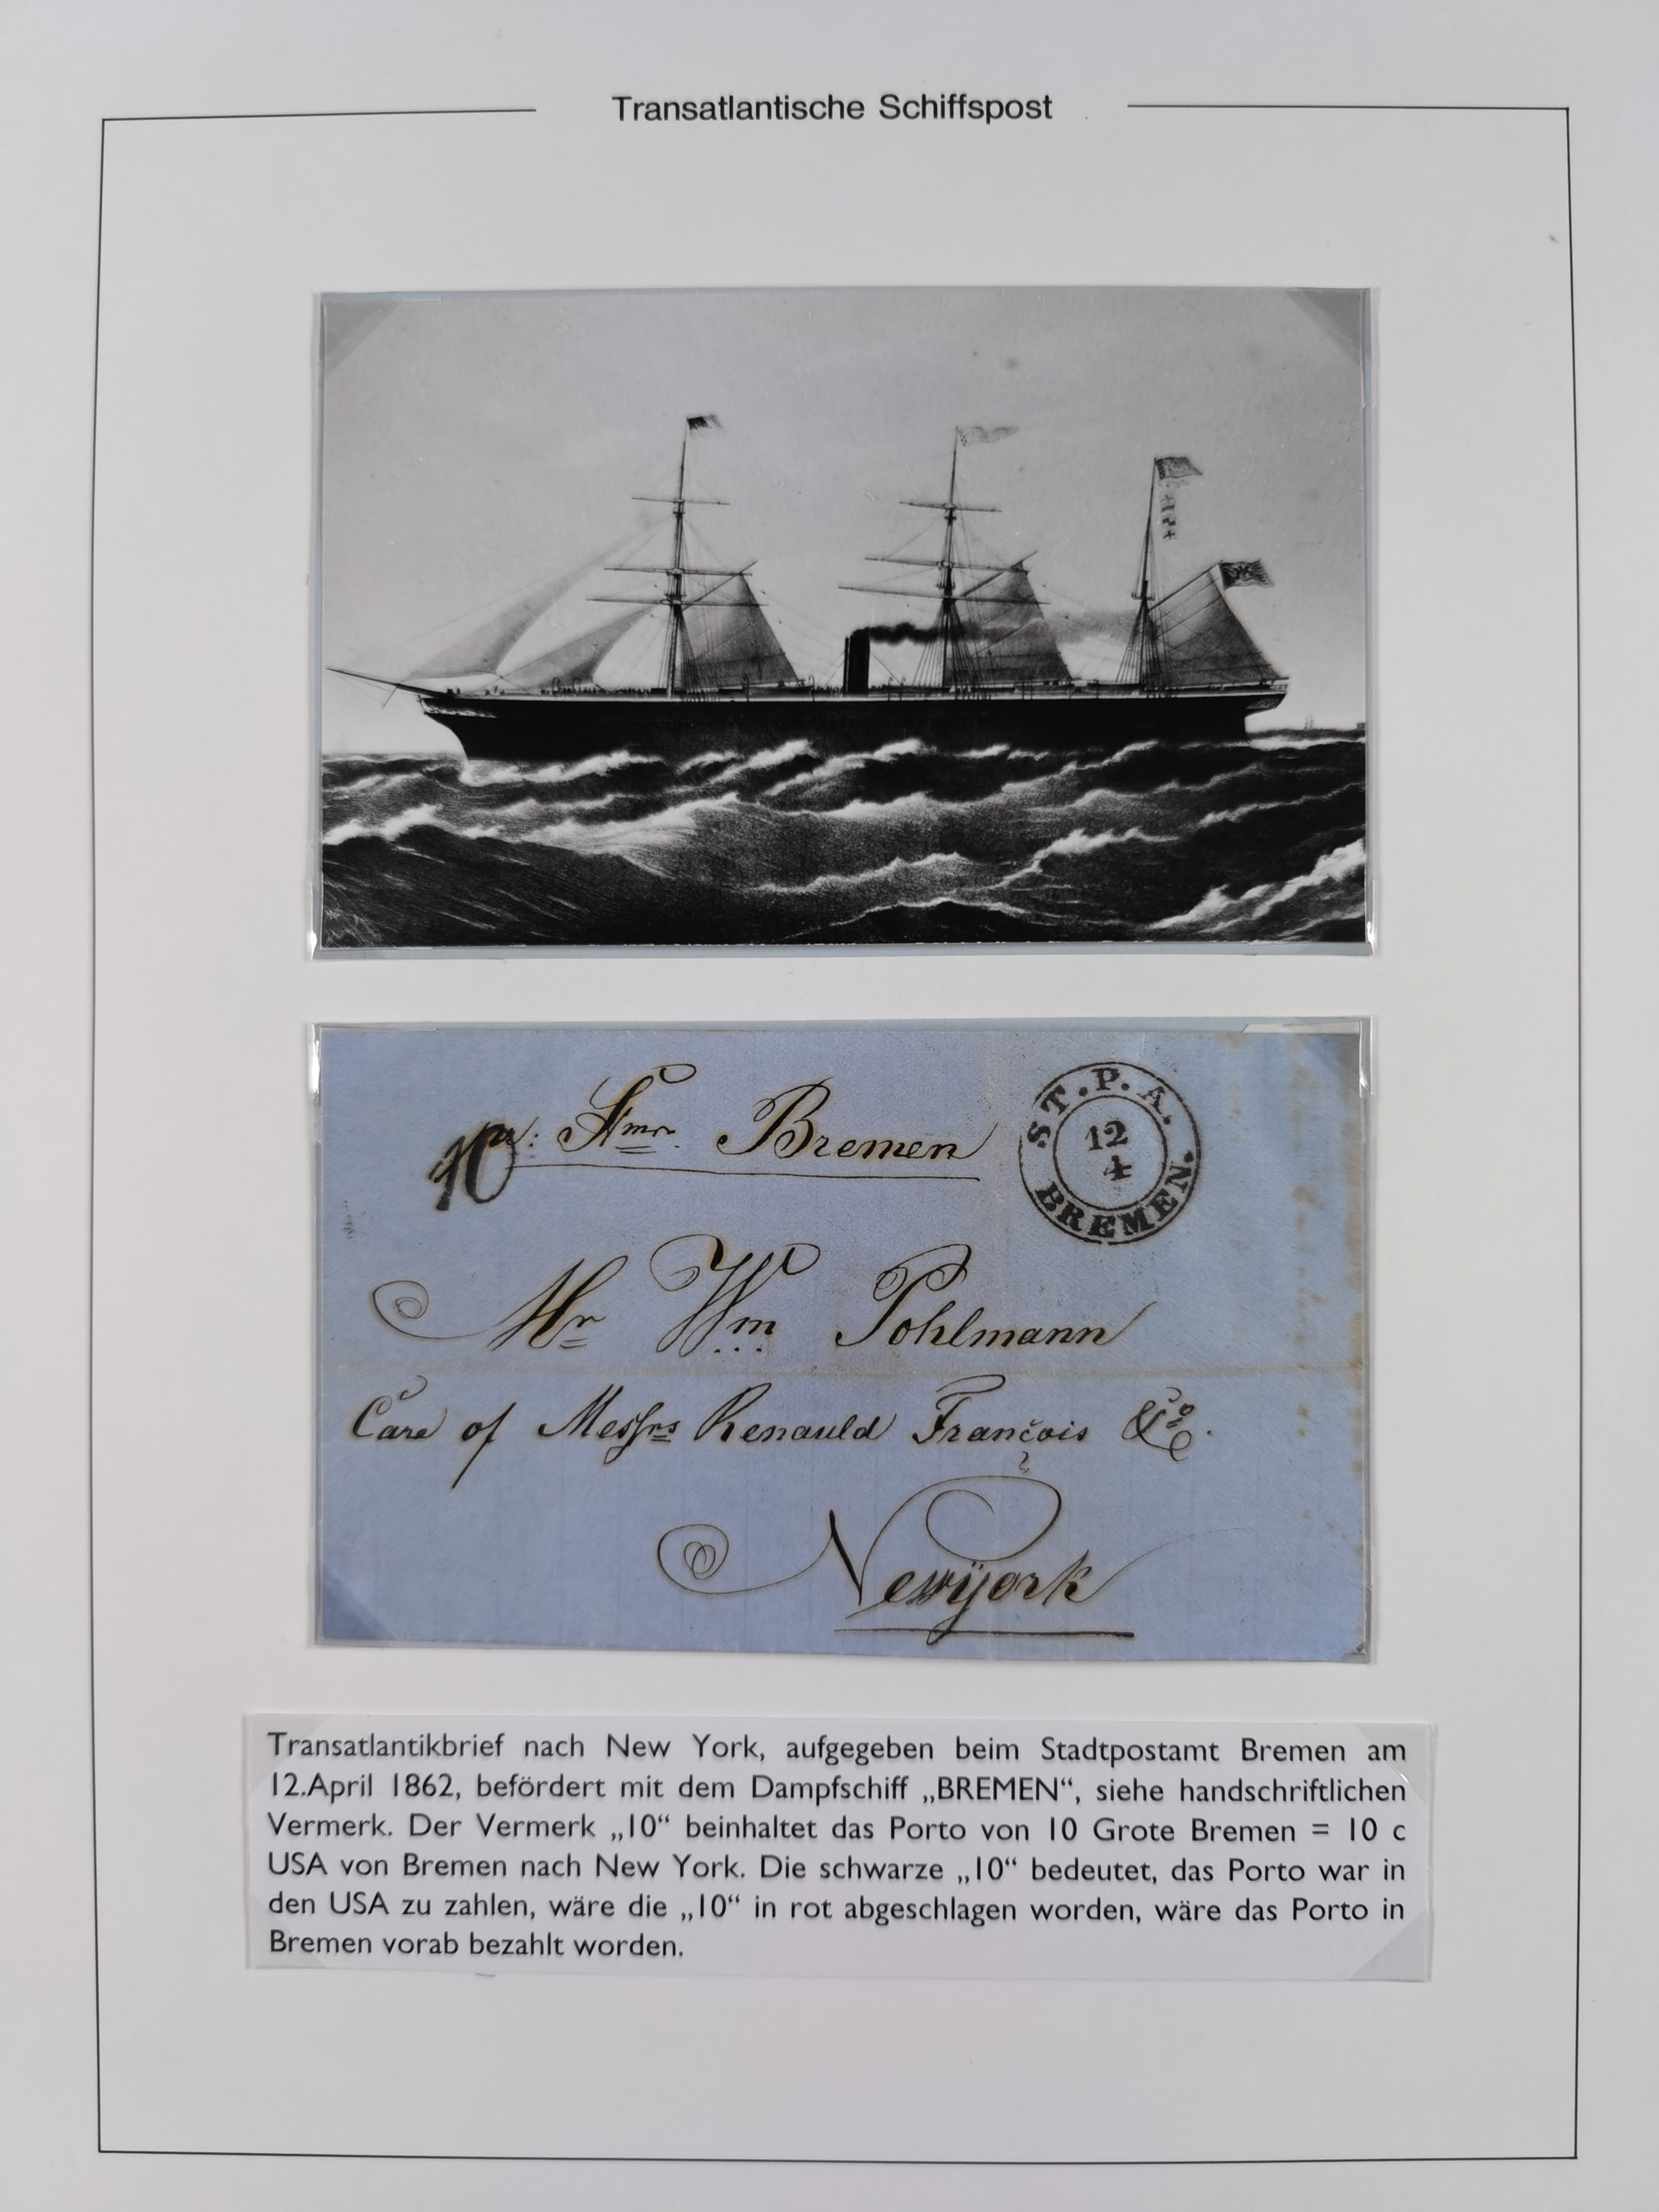 Transatlantische Schiffspost
pr: Stmr. Bremen
10
S T . P . A .
12
4
BREMEN.
Mr Wm Pohlmann
Care of Messrs Renauld François & Co.
Newÿork
Transatlantikbrief nach New York, aufgegeben beim Stadtpostamt Bremen am
12.April 1862, befördert mit dem Dampfschiff „BREMEN“, siehe handschriftlichen
Vermerk. Der Vermerk „10“ beinhaltet das Porto von 10 Grote Bremen = 10 c
USA von Bremen nach New York. Die schwarze „10“ bedeutet, das Porto war in
den USA zu zahlen, wäre die „10“ in rot abgeschlagen worden, wäre das Porto in
Bremen vorab bezahlt worden.